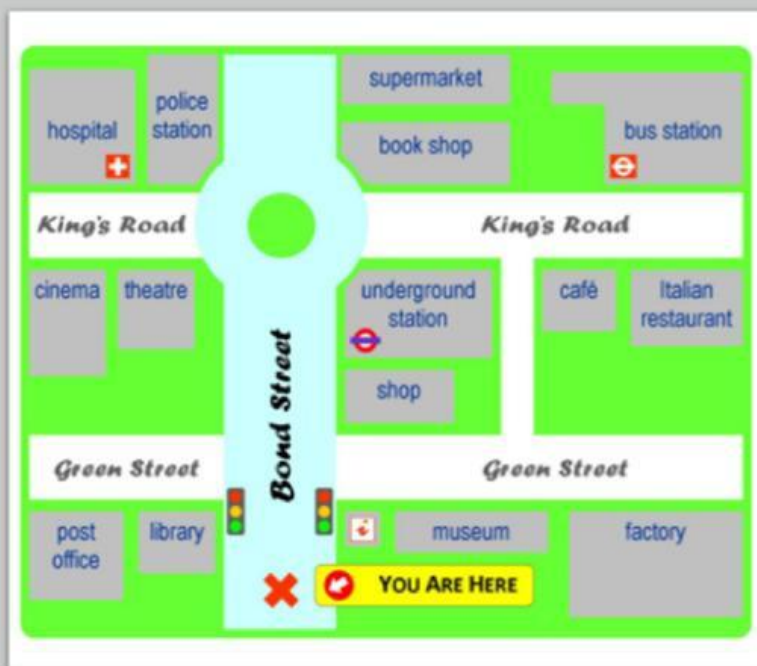 supermarket
police
station
hospital
book shop
bus station
King's Road
King's Road
cinema
theatre
underground
station
café
Italian
restaurant
Bond Street
shop
Green Street
Green Street
post
office
library
museum
factory
YOU ARE HERE